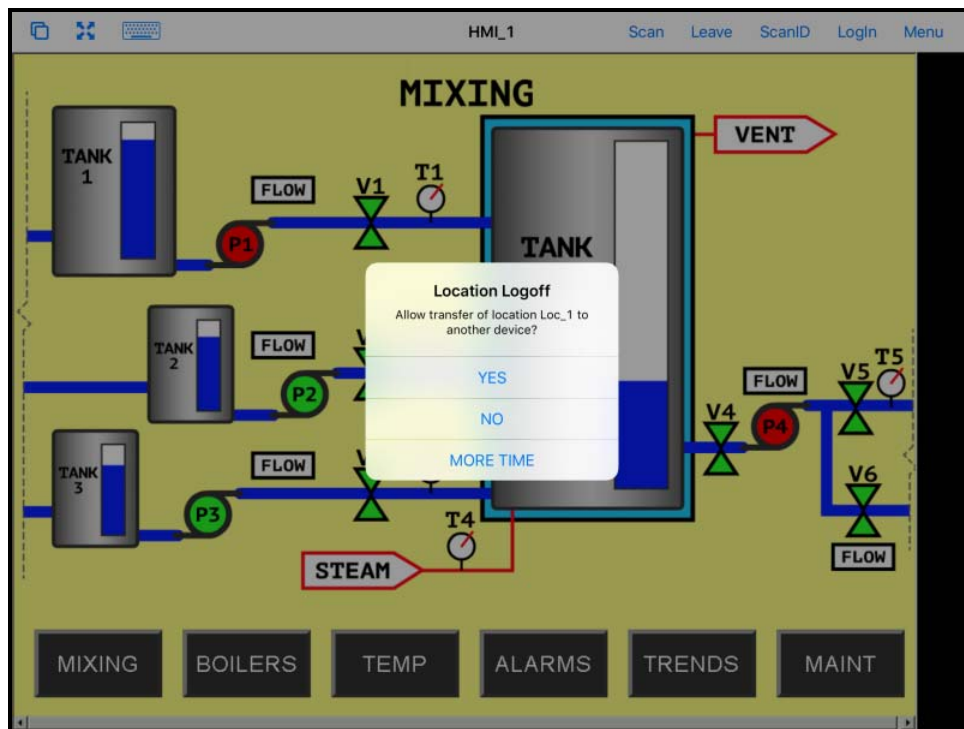 HMI_1
Scan Leave ScanID LogIn Menu
MIXING
VENT
TANK
1
FLOW
V1
T1
P1
TANK
TANK
2
FLOW
P2
Location Logoff
Allow transfer of location Loc_1 to
another device?
YES
NO
MORE TIME
FLOW
V4
P4
V5
T5
TANK
3
FLOW
P3
V6
FLOW
T4
STEAM
MIXING BOILERS TEMP ALARMS TRENDS MAINT